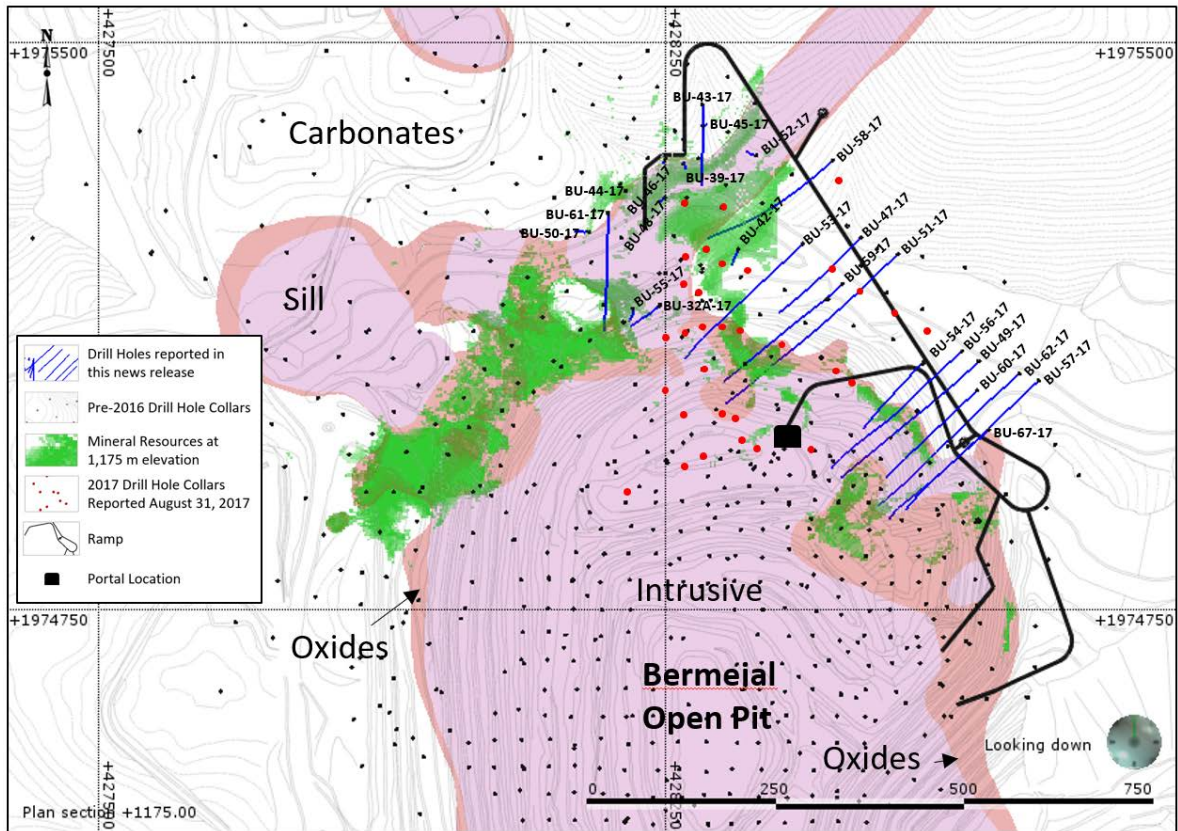 N
+1975500
+427500
+428250
+1975500
BU-43-17
BU-45-17
BU-52-17
BU-58-17
Carbonates
BU-46-17
BU-39-17
BU-44-17
BU-61-17
BU-50-17
BU-48-17
BU-42-17
BU-53-17
BU-47-17
BU-51-17
BU-59-17
Sill
BU-55-17
BU-32A-17
BU-54-17
BU-56-17
BU-49-17
BU-60-17
BU-62-17
BU-57-17
BU-67-17
Drill Holes reported in
this news release
Pre-2016 Drill Hole Collars
Mineral Resources at
1,175 m elevation
2017 Drill Hole Collars
Reported August 31, 2017
Ramp
Portal Location
Intrusive
+1974750
+1974750
Oxides
Bermejal
Open Pit
Oxides
Looking down
0
250
500
750
Plan section +1175.00
+427500
+428250